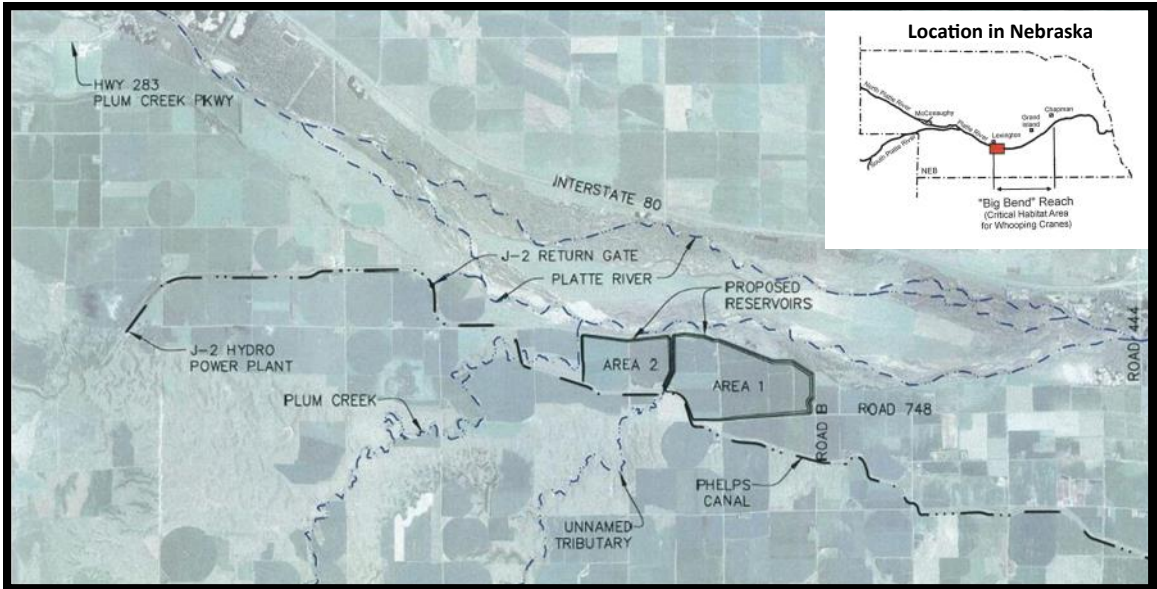 Location in Nebraska
North Platte River
McConaughy
Platte River
Lexington
Grand
Island
Chapman
South Platte River
NEB
"Big Bend" Reach
(Critical Habitat Area
for Whooping Cranes)
HWY 283
PLUM CREEK PKWY
INTERSTATE 80
J-2 RETURN GATE
PLATTE RIVER
PROPOSED
RESERVOIRS
J-2 HYDRO
POWER PLANT
AREA 2
AREA 1
ROAD 444
PLUM CREEK
ROAD B
ROAD 748
PHELPS
CANAL
UNNAMED
TRIBUTARY